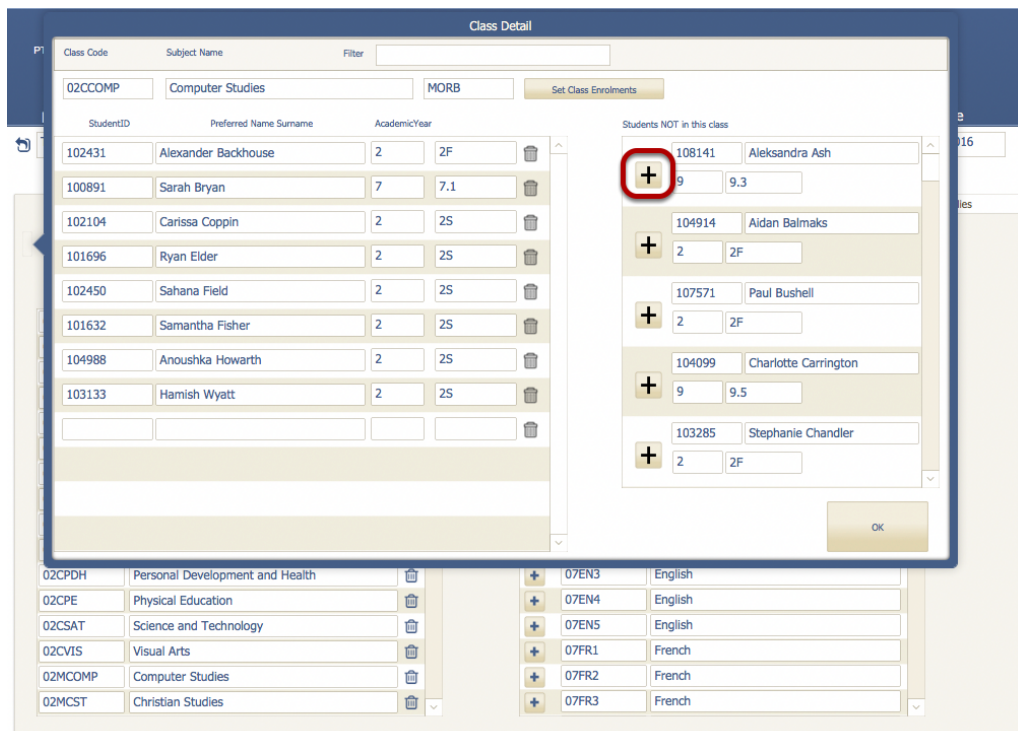 Class Detail
PT
Class Code Subject Name Filter
02CCOMP Computer Studies MORB Set Class Enrolments
StudentID Preferred Name Surname AcademicYear
102431 Alexander Backhouse 2 2F
100891 Sarah Bryan 7 7.1
102104 Carissa Coppin 2 2S
101696 Ryan Elder 2 2S
102450 Sahana Field 2 2S
101632 Samantha Fisher 2 2S
104988 Anoushka Howarth 2 2S
103133 Hamish Wyatt 2 2S
Students NOT in this class
108141 Aleksandra Ash
9 9.3
104914 Aidan Balmaks
2 2F
107571 Paul Bushell
2 2F
104099 Charlotte Carrington
9 9.5
103285 Stephanie Chandler
2 2F
OK
e
016
lies
02CPDH Personal Development and Health
02CPE Physical Education
02CSAT Science and Technology
02CVIS Visual Arts
02MCOMP Computer Studies
02MCST Christian Studies
07EN3 English
07EN4 English
07EN5 English
07FR1 French
07FR2 French
07FR3 French